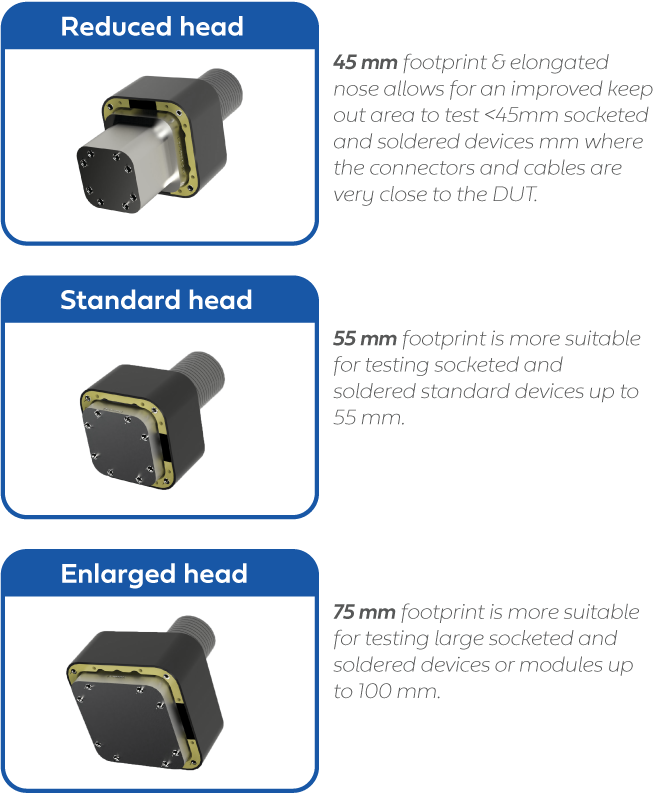 Reduced head
45 mm footprint & elongated
nose allows for an improved keep
out area to test <45mm socketed
and soldered devices mm where
the connectors and cables are
very close to the DUT.
Standard head
55 mm footprint is more suitable
for testing socketed and
soldered standard devices up to
55 mm.
Enlarged head
75 mm footprint is more suitable
for testing large socketed and
soldered devices or modules up
to 100 mm.